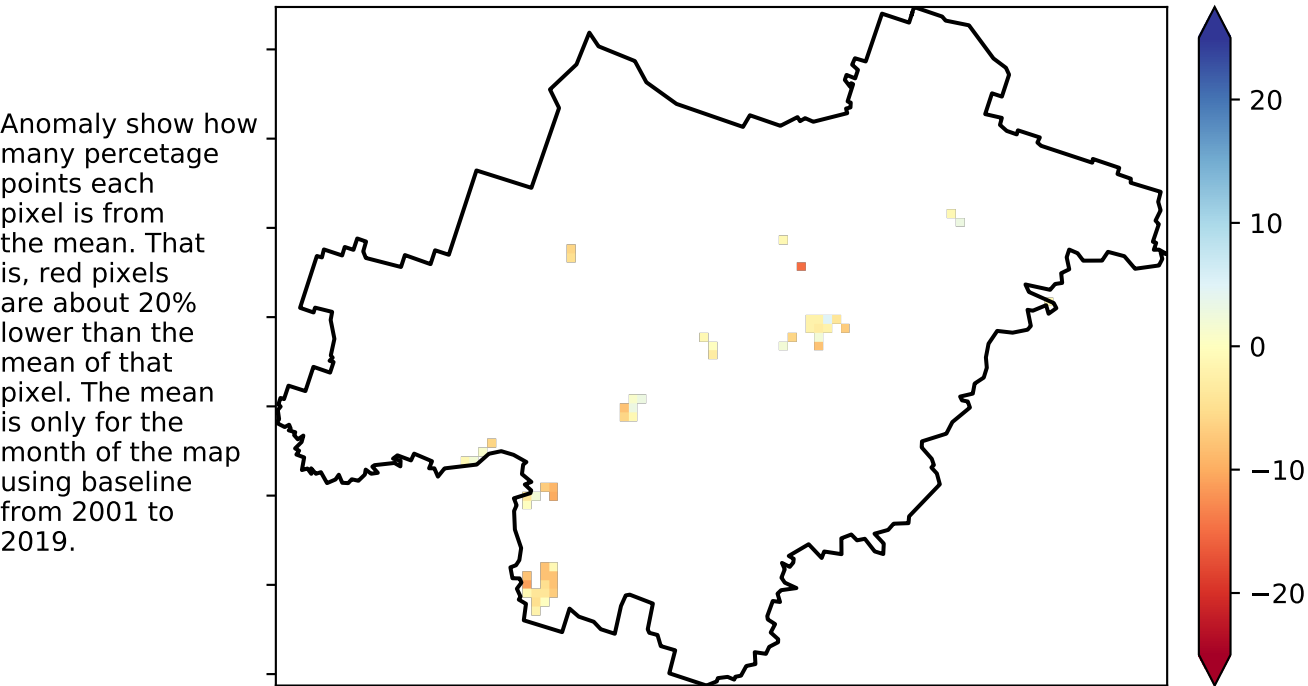 Anomaly show how
many percetage
points each
pixel is from
the mean. That
is, red pixels
are about 20%
lower than the
mean of that
pixel. The mean
is only for the
month of the map
using baseline
from 2001 to
2019.
20
10
0
−10
−20